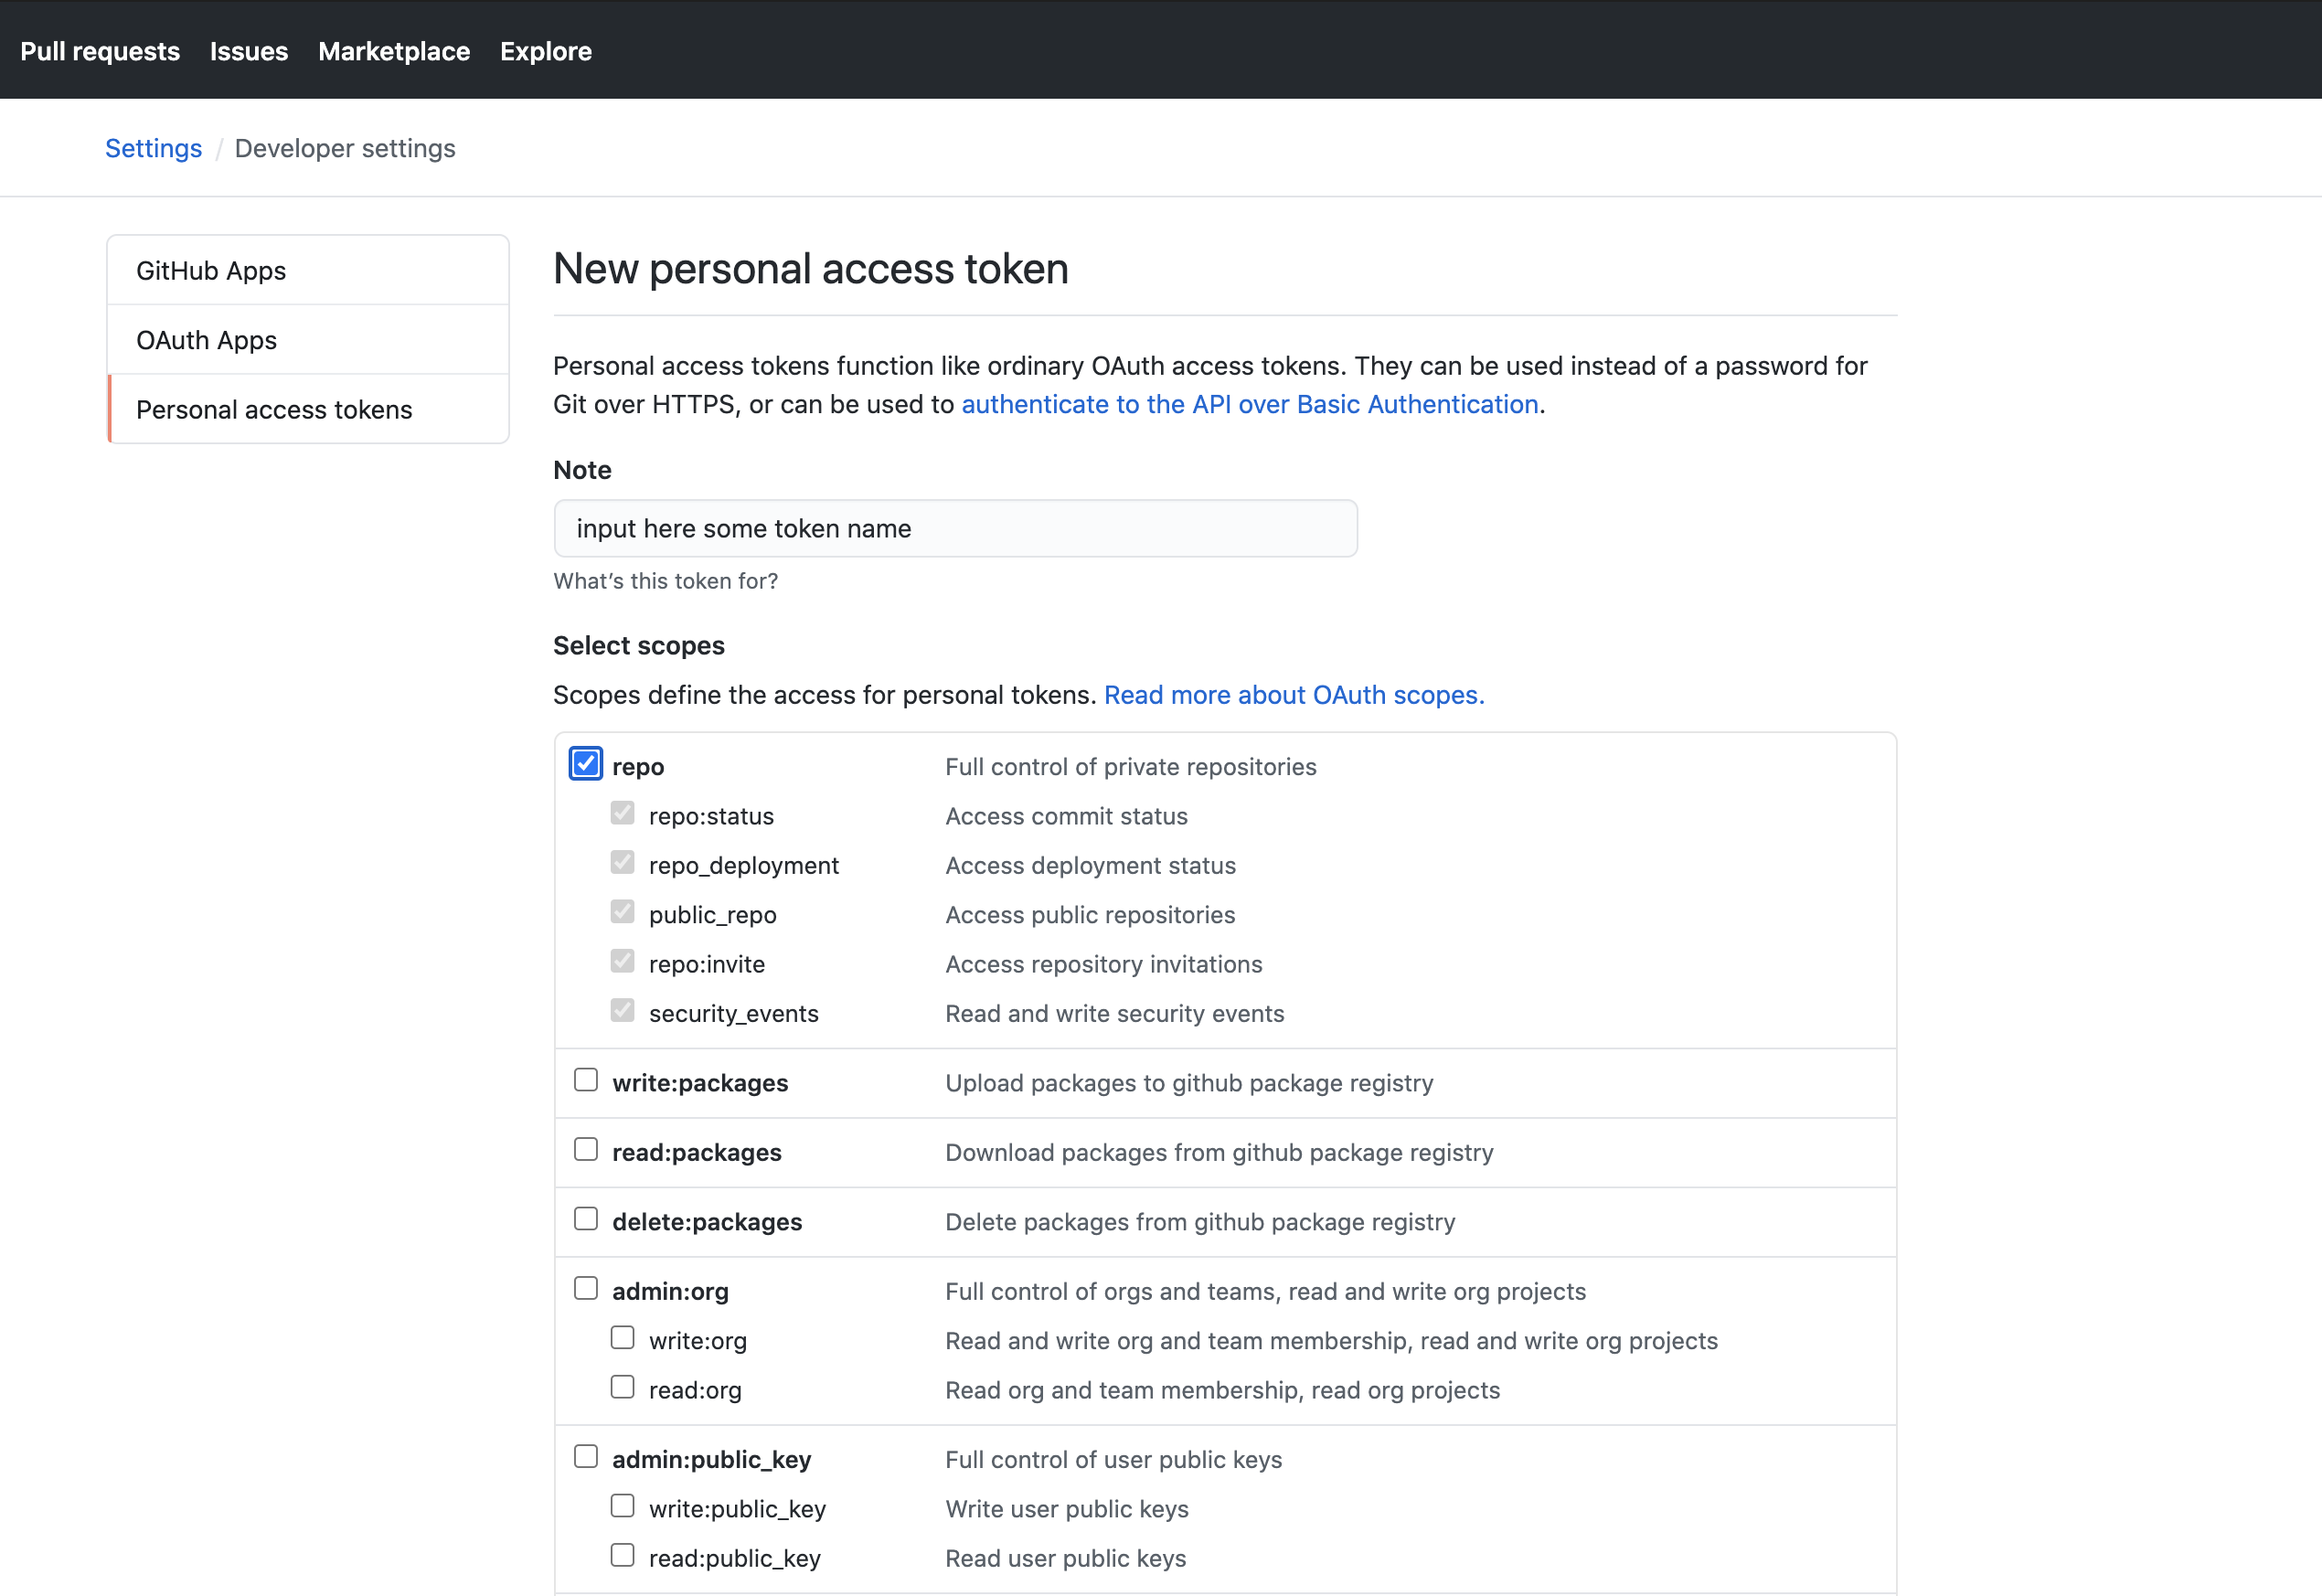 Pull requests Issues Marketplace Explore
Settings / Developer settings
GitHub Apps
OAuth Apps
Personal access tokens
New personal access token
Personal access tokens function like ordinary OAuth access tokens. They can be used instead of a password for
Git over HTTPS, or can be used to authenticate to the API over Basic Authentication.
Note
input here some token name
What’s this token for?
Select scopes
Scopes define the access for personal tokens. Read more about OAuth scopes.
repo Full control of private repositories
repo:status Access commit status
repo_deployment Access deployment status
public_repo Access public repositories
repo:invite Access repository invitations
security_events Read and write security events
write:packages Upload packages to github package registry
read:packages Download packages from github package registry
delete:packages Delete packages from github package registry
admin:org Full control of orgs and teams, read and write org projects
write:org Read and write org and team membership, read and write org projects
read:org Read org and team membership, read org projects
admin:public_key Full control of user public keys
write:public_key Write user public keys
read:public_key Read user public keys